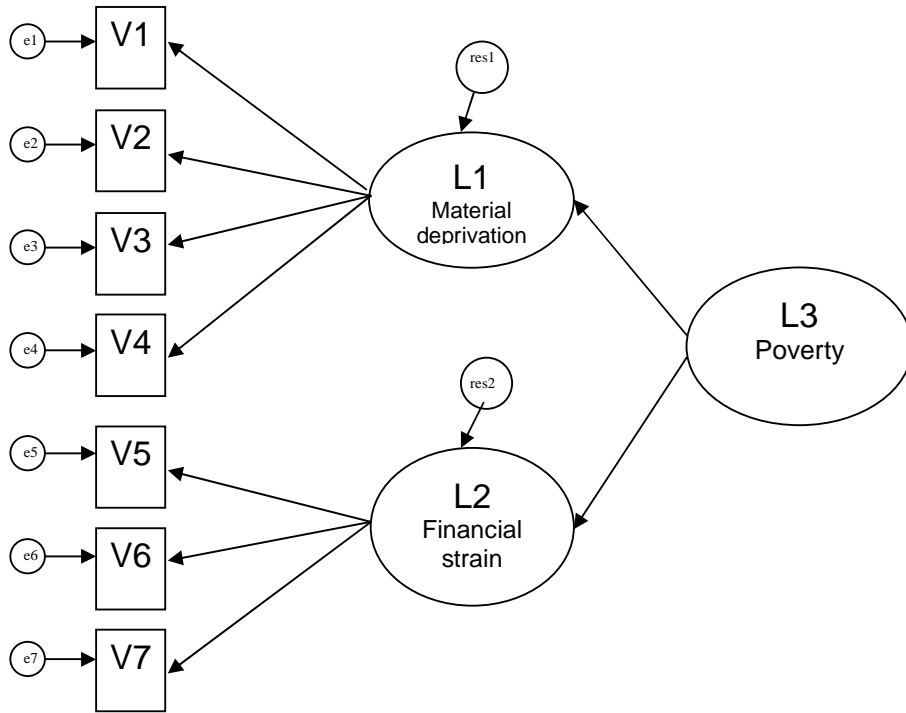 e1
V1
res1
e2
V2
L1
Material
deprivation
e3
V3
L3
Poverty
e4
V4
res2
e5
V5
L2
Financial
strain
e6
V6
e7
V7